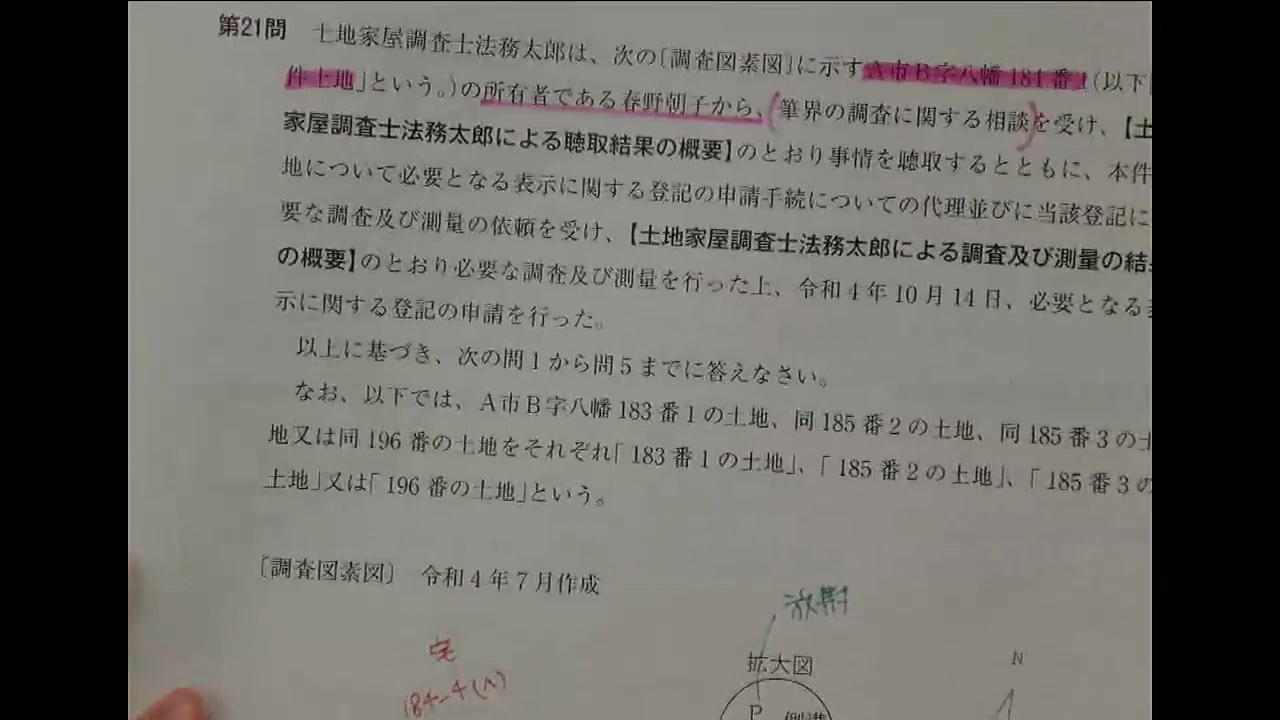 第21問 土地家屋調査士法務太郎は、次の〔調査図素図〕に示すA市B字八幡184番1(以下
件土地」という。)の所有者である春野朝子から、筆界の調査に関する相談を受け、【土
家屋調査士法務太郎による聴取結果の概要】のとおり事情を聴取するとともに、本件
地について必要となる表示に関する登記の申請手続についての代理並びに当該登記に
要な調査及び測量の依頼を受け、【土地家屋調査士法務太郎による調査及び測量の結
の概要】のとおり必要な調査及び測量を行った上、令和4年10月14日、必要となる
示に関する登記の申請を行った。
以上に基づき、次の問1から問5までに答えなさい。
なお、以下では、A市B字八幡183番1の土地、同185番2の土地、同185番3の土
地又は同196番の土地をそれぞれ「183番1の土地」、「185番2の土地」、「185番3の
土地」又は「196番の土地」という。
〔調査図素図〕 令和4年7月作成
放射
宅
拡大図
N
184-4(イ)
P